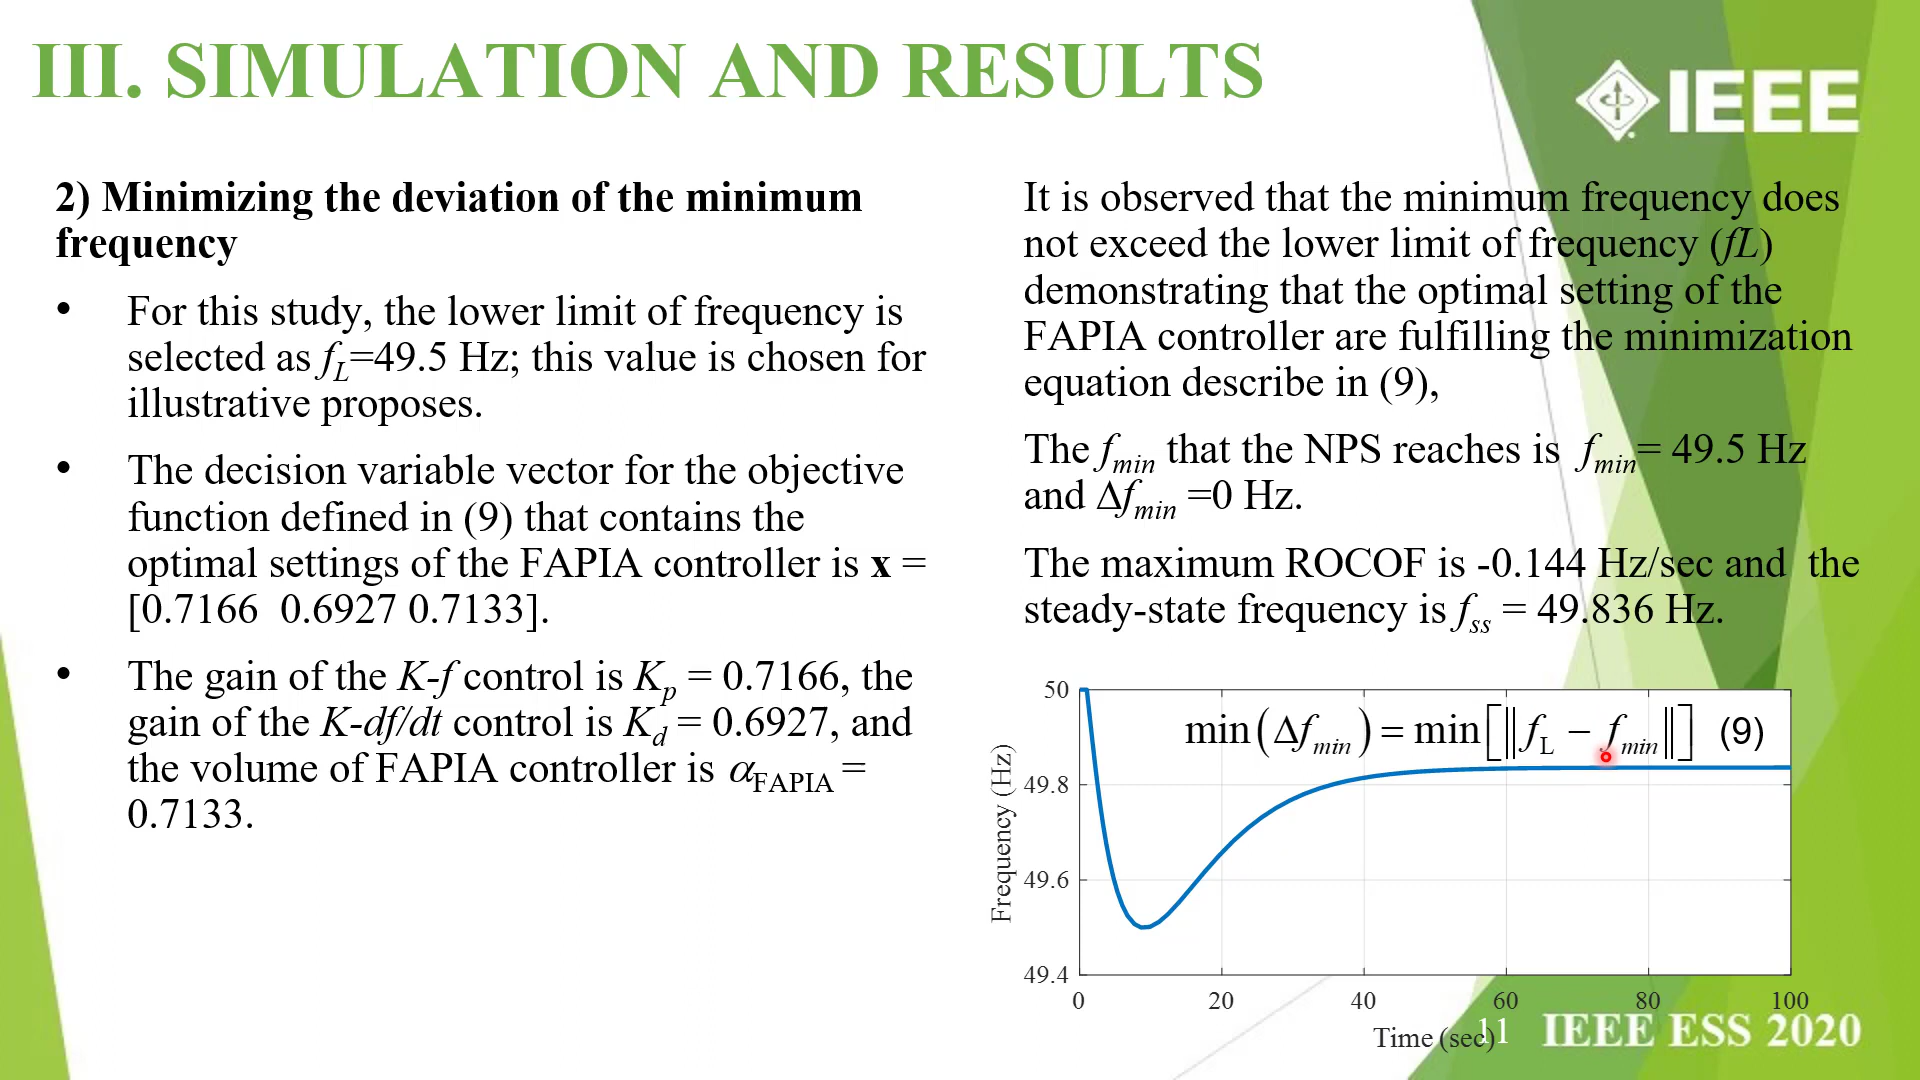 III. SIMULATION AND RESULTS
IEEE
2) Minimizing the deviation of the minimum
frequency
• For this study, the lower limit of frequency is
selected as fL=49.5 Hz; this value is chosen for
illustrative proposes.
• The decision variable vector for the objective
function defined in (9) that contains the
optimal settings of the FAPIA controller is x =
[0.7166 0.6927 0.7133].
• The gain of the K-f control is Kp = 0.7166, the
gain of the K-df/dt control is Kd = 0.6927, and
the volume of FAPIA controller is αFAPIA =
0.7133.
It is observed that the minimum frequency does
not exceed the lower limit of frequency (fL)
demonstrating that the optimal setting of the
FAPIA controller are fulfilling the minimization
equation describe in (9),
The fmin that the NPS reaches is fmin= 49.5 Hz
and Δfmin =0 Hz.
The maximum ROCOF is -0.144 Hz/sec and the
steady-state frequency is fss = 49.836 Hz.
min(Δfmin) = min[‖fL − fmin‖] (9)
Frequency (Hz)
50
49.8
49.6
49.4
0 20 40 60 80 100
Time (sec)
11
IEEE ESS 2020